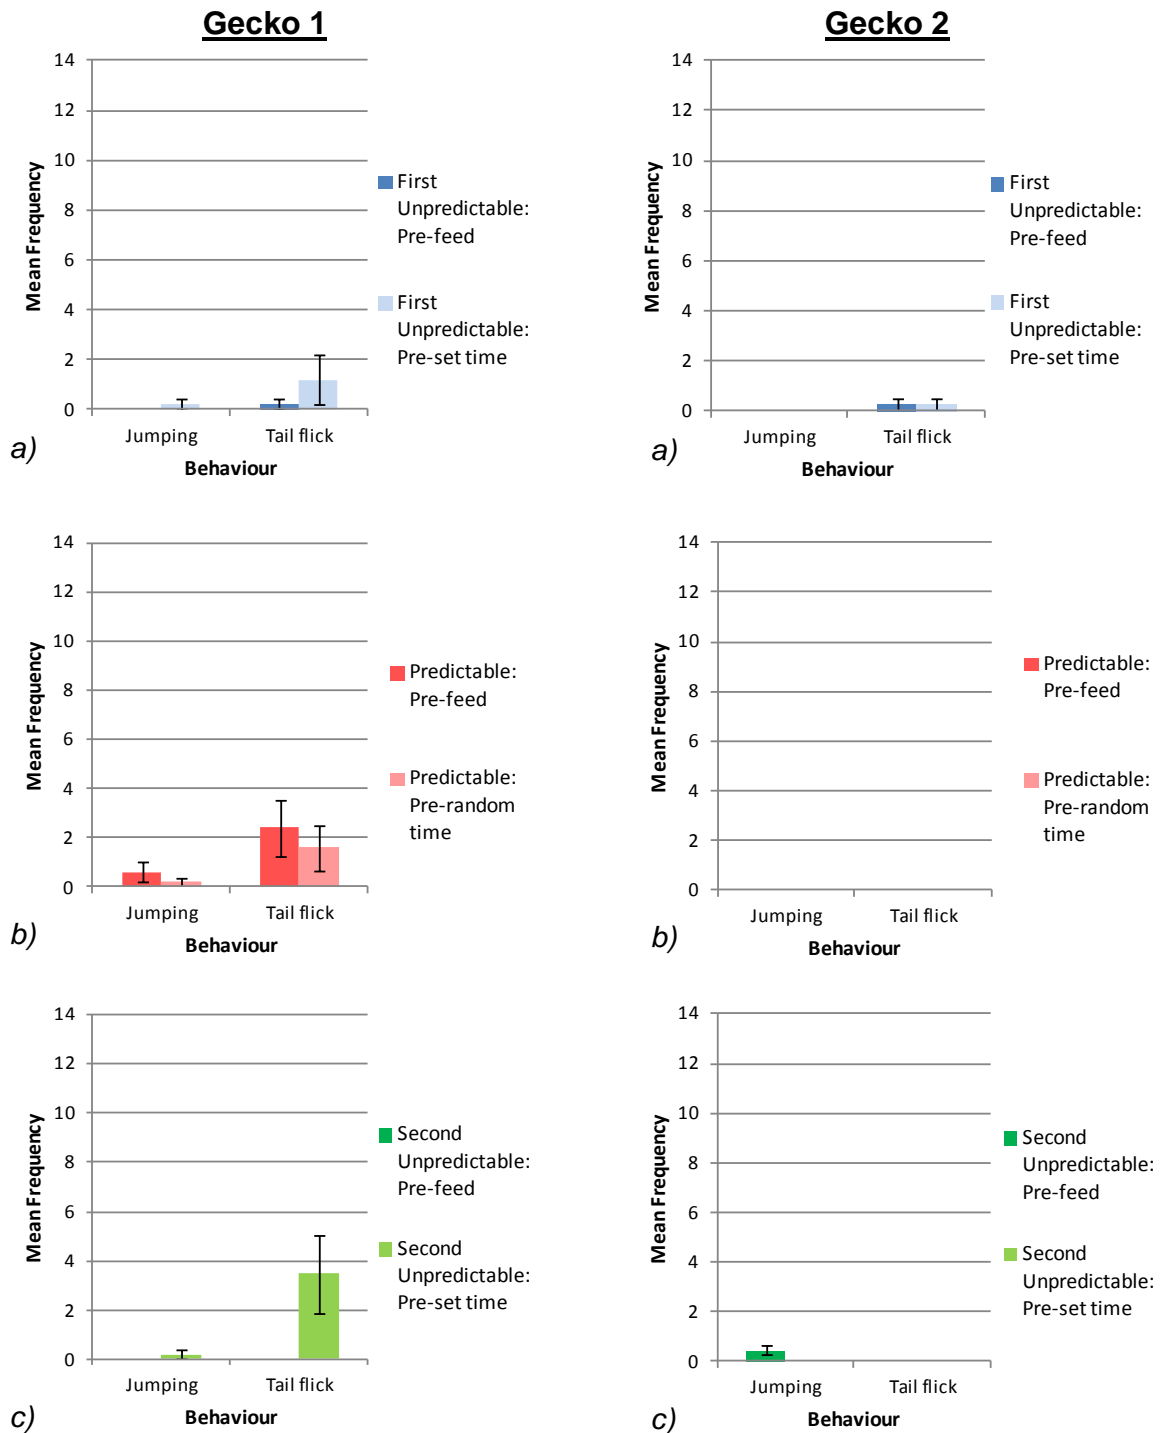 Gecko 1
14
12
10
8
6
4
2
0
Mean Frequency
Jumping
Tail flick
Behaviour
First
Unpredictable:
Pre-feed
First
Unpredictable:
Pre-set time
a)
Gecko 2
14
12
10
8
6
4
2
0
Mean Frequency
Jumping
Tail flick
Behaviour
First
Unpredictable:
Pre-feed
First
Unpredictable:
Pre-set time
a)
14
12
10
8
6
4
2
0
Mean Frequency
Jumping
Tail flick
Behaviour
Predictable:
Pre-feed
Predictable:
Pre-random
time
b)
14
12
10
8
6
4
2
0
Mean Frequency
Jumping
Tail flick
Behaviour
Predictable:
Pre-feed
Predictable:
Pre-random
time
b)
14
12
10
8
6
4
2
0
Mean Frequency
Jumping
Tail flick
Behaviour
Second
Unpredictable:
Pre-feed
Second
Unpredictable:
Pre-set time
c)
14
12
10
8
6
4
2
0
Mean Frequency
Jumping
Tail flick
Behaviour
Second
Unpredictable:
Pre-feed
Second
Unpredictable:
Pre-set time
c)